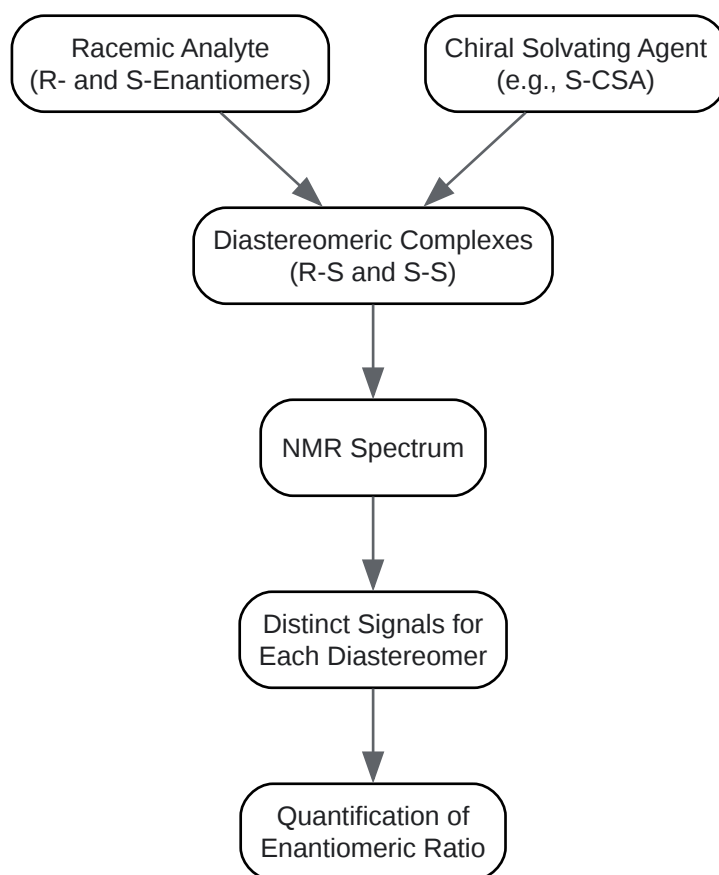 Racemic Analyte
(R- and S-Enantiomers)
Chiral Solvating Agent
(e.g., S-CSA)
Diastereomeric Complexes
(R-S and S-S)
NMR Spectrum
Distinct Signals for
Each Diastereomer
Quantification of
Enantiomeric Ratio